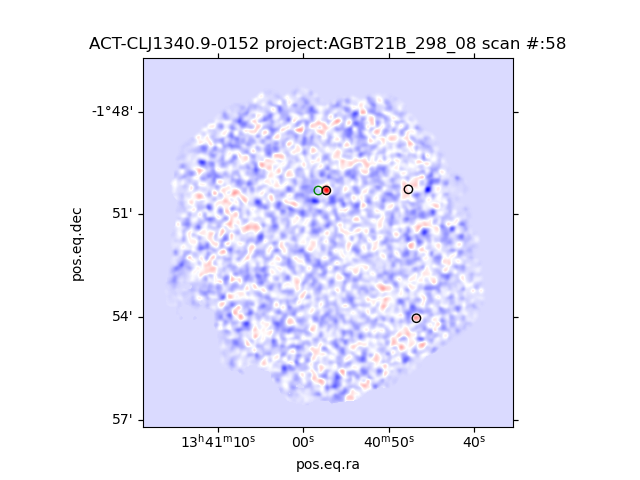 ACT-CLJ1340.9-0152 project:AGBT21B_298_08 scan #:58
-1°48'
51'
54'
57'
pos.eq.dec
13ʰ41ᵐ10ˢ 00ˢ 40ᵐ50ˢ 40ˢ
pos.eq.ra